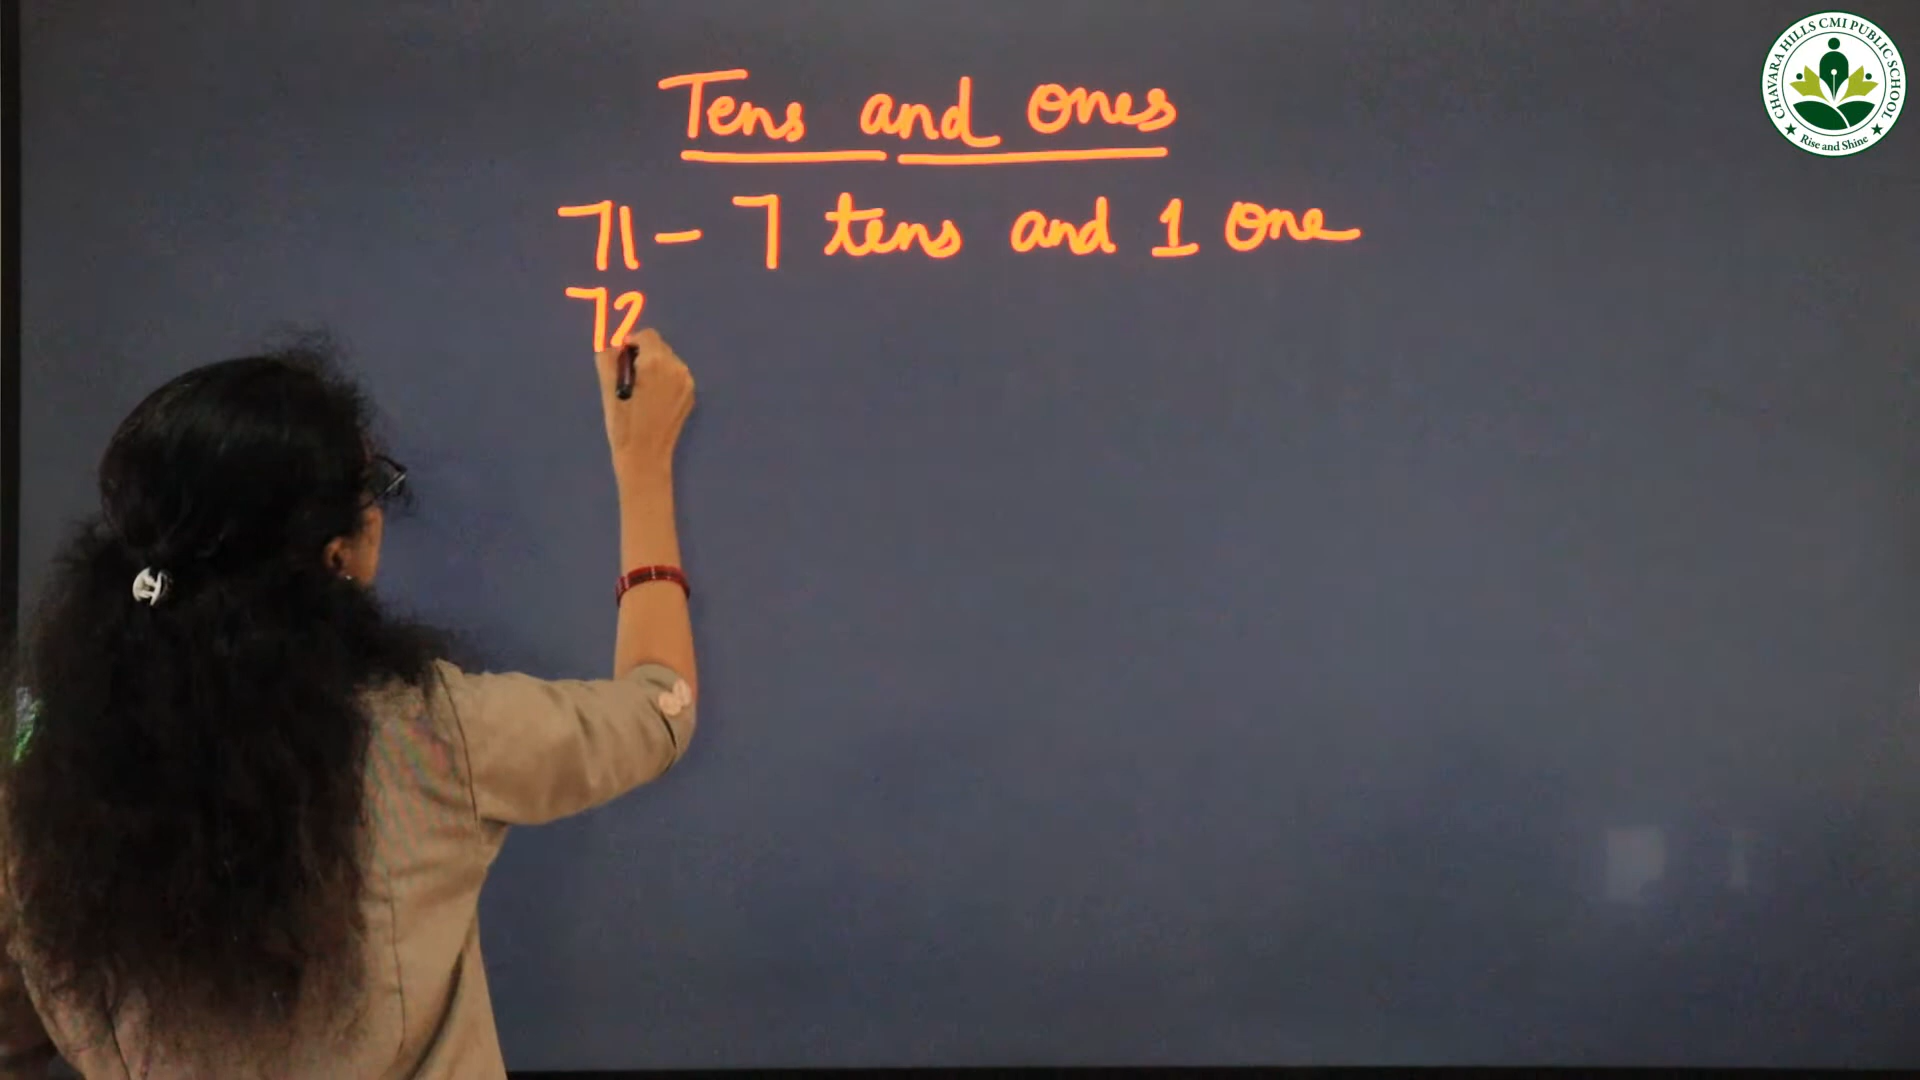 CHAVARA HILLS CMI PUBLIC SCHOOL
Rise and Shine
Tens and ones
71 - 7 tens and 1 one
72